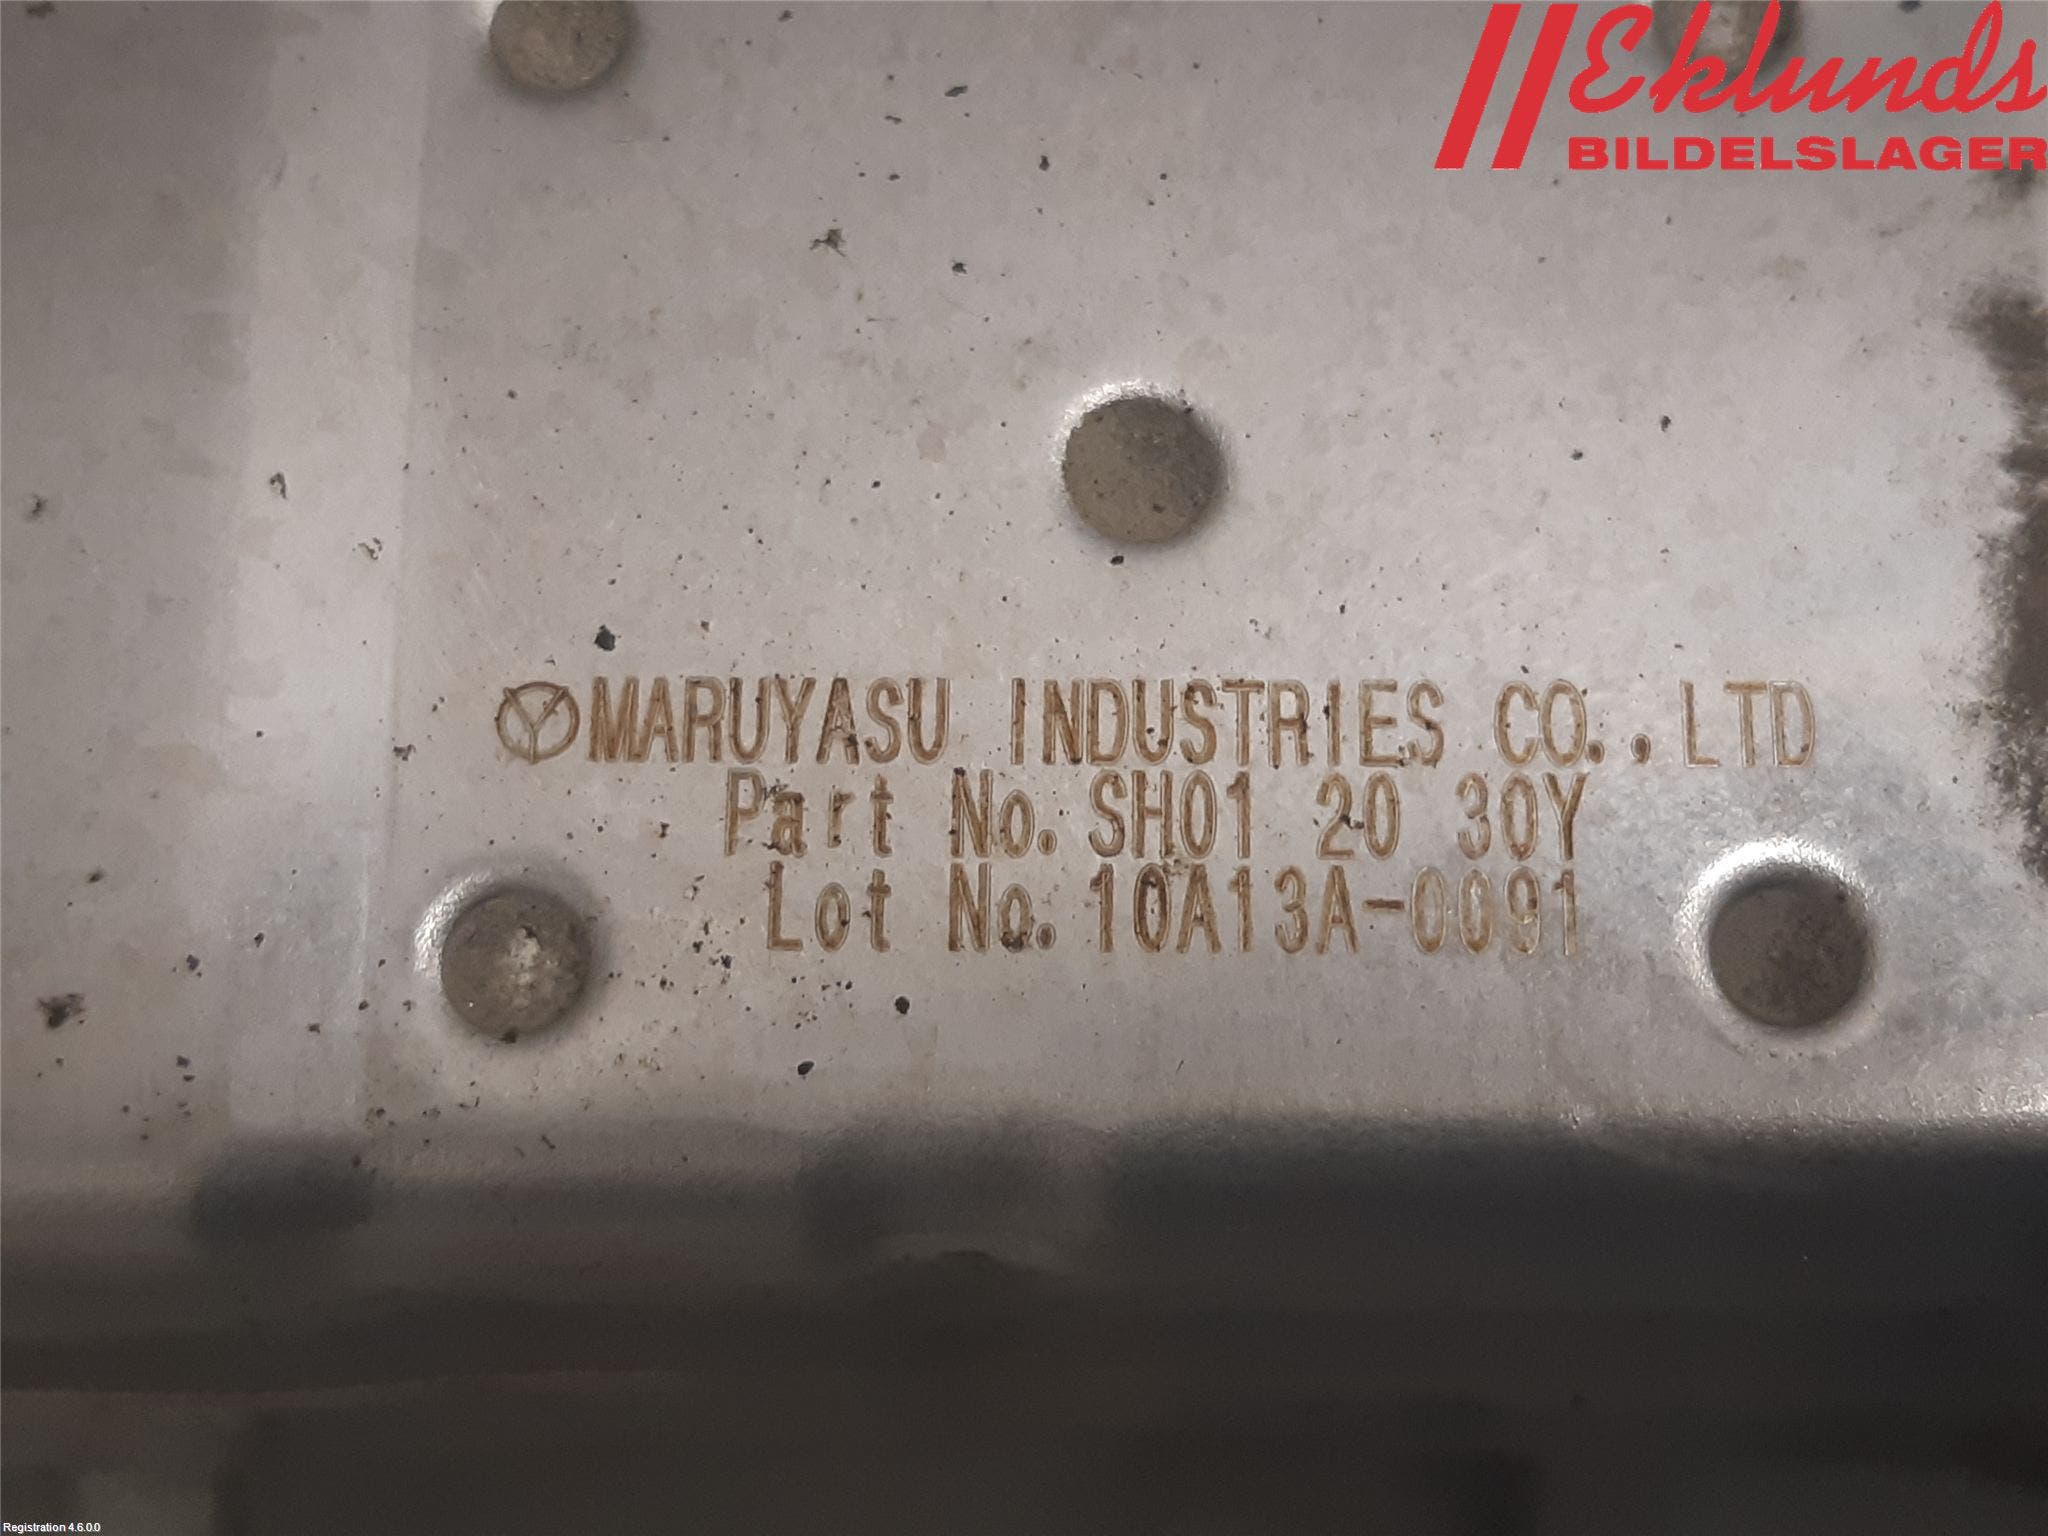 Eklunds
BILDELSLAGER
MARUYASU INDUSTRIES CO.,LTD
Part No.SH01 20 30Y
Lot No.10A13A-0091
Registration 4.6.0.0